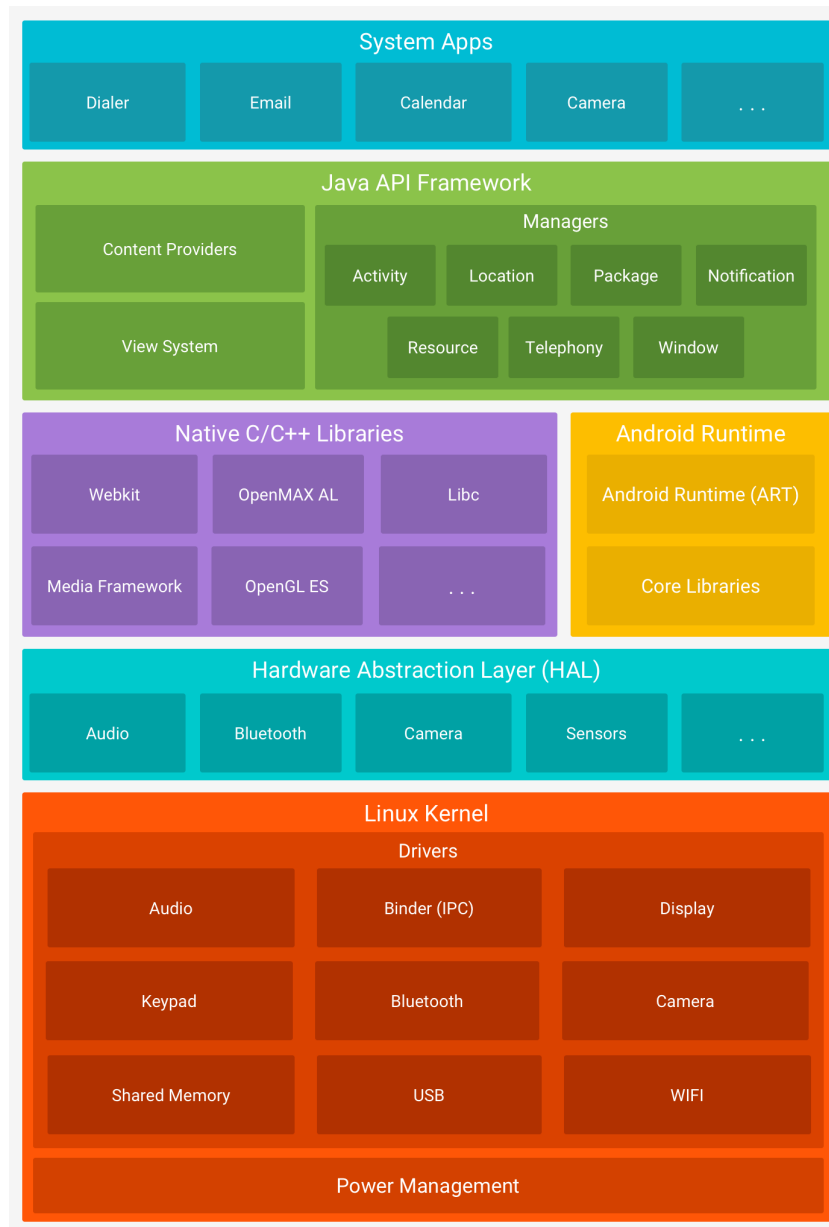 System Apps
Dialer
Email
Calendar
Camera
. . .
Java API Framework
Content Providers
View System
Managers
Activity
Location
Package
Notification
Resource
Telephony
Window
Native C/C++ Libraries
Webkit
OpenMAX AL
Libc
Media Framework
OpenGL ES
. . .
Android Runtime
Android Runtime (ART)
Core Libraries
Hardware Abstraction Layer (HAL)
Audio
Bluetooth
Camera
Sensors
. . .
Linux Kernel
Drivers
Audio
Binder (IPC)
Display
Keypad
Bluetooth
Camera
Shared Memory
USB
WIFI
Power Management